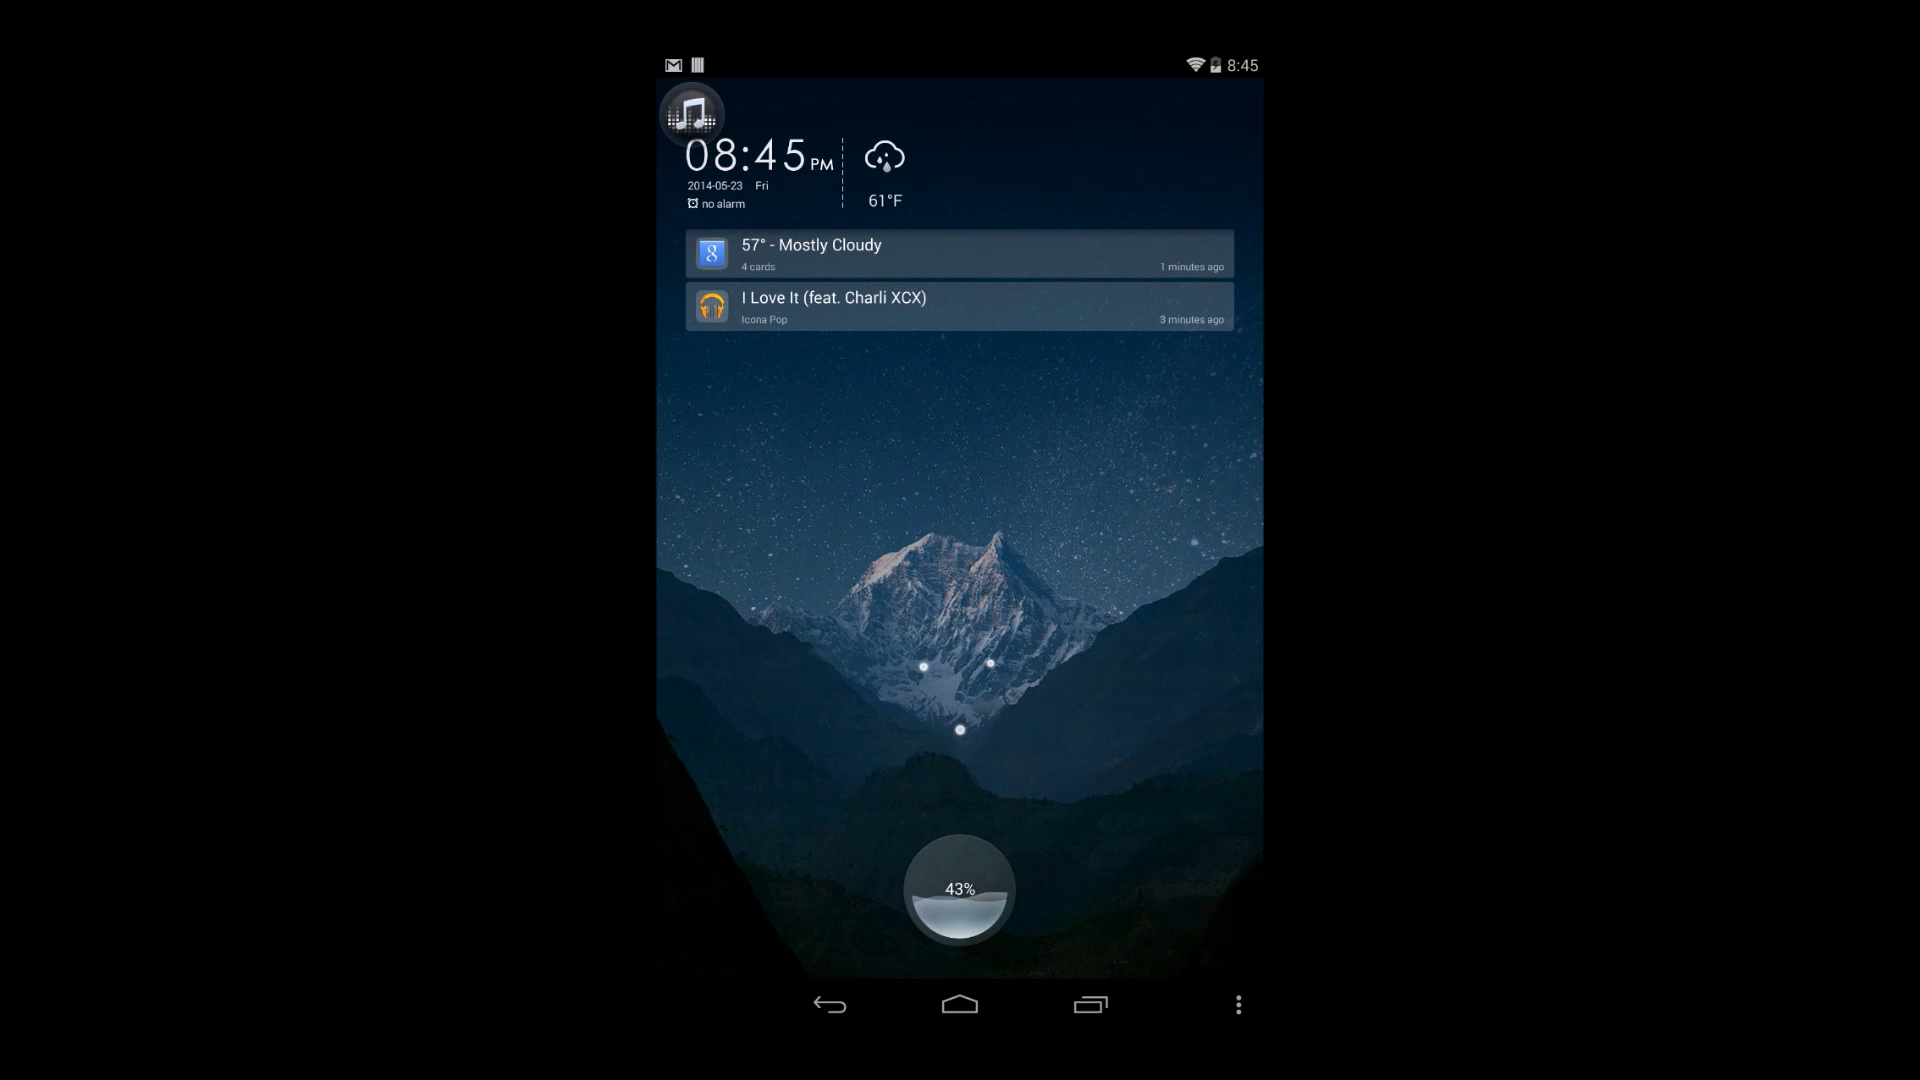 8:45
08:45 PM
2014-05-23 Fri
no alarm
61°F
8
57° - Mostly Cloudy
4 cards
1 minutes ago
I Love It (feat. Charli XCX)
Icona Pop
3 minutes ago
43%